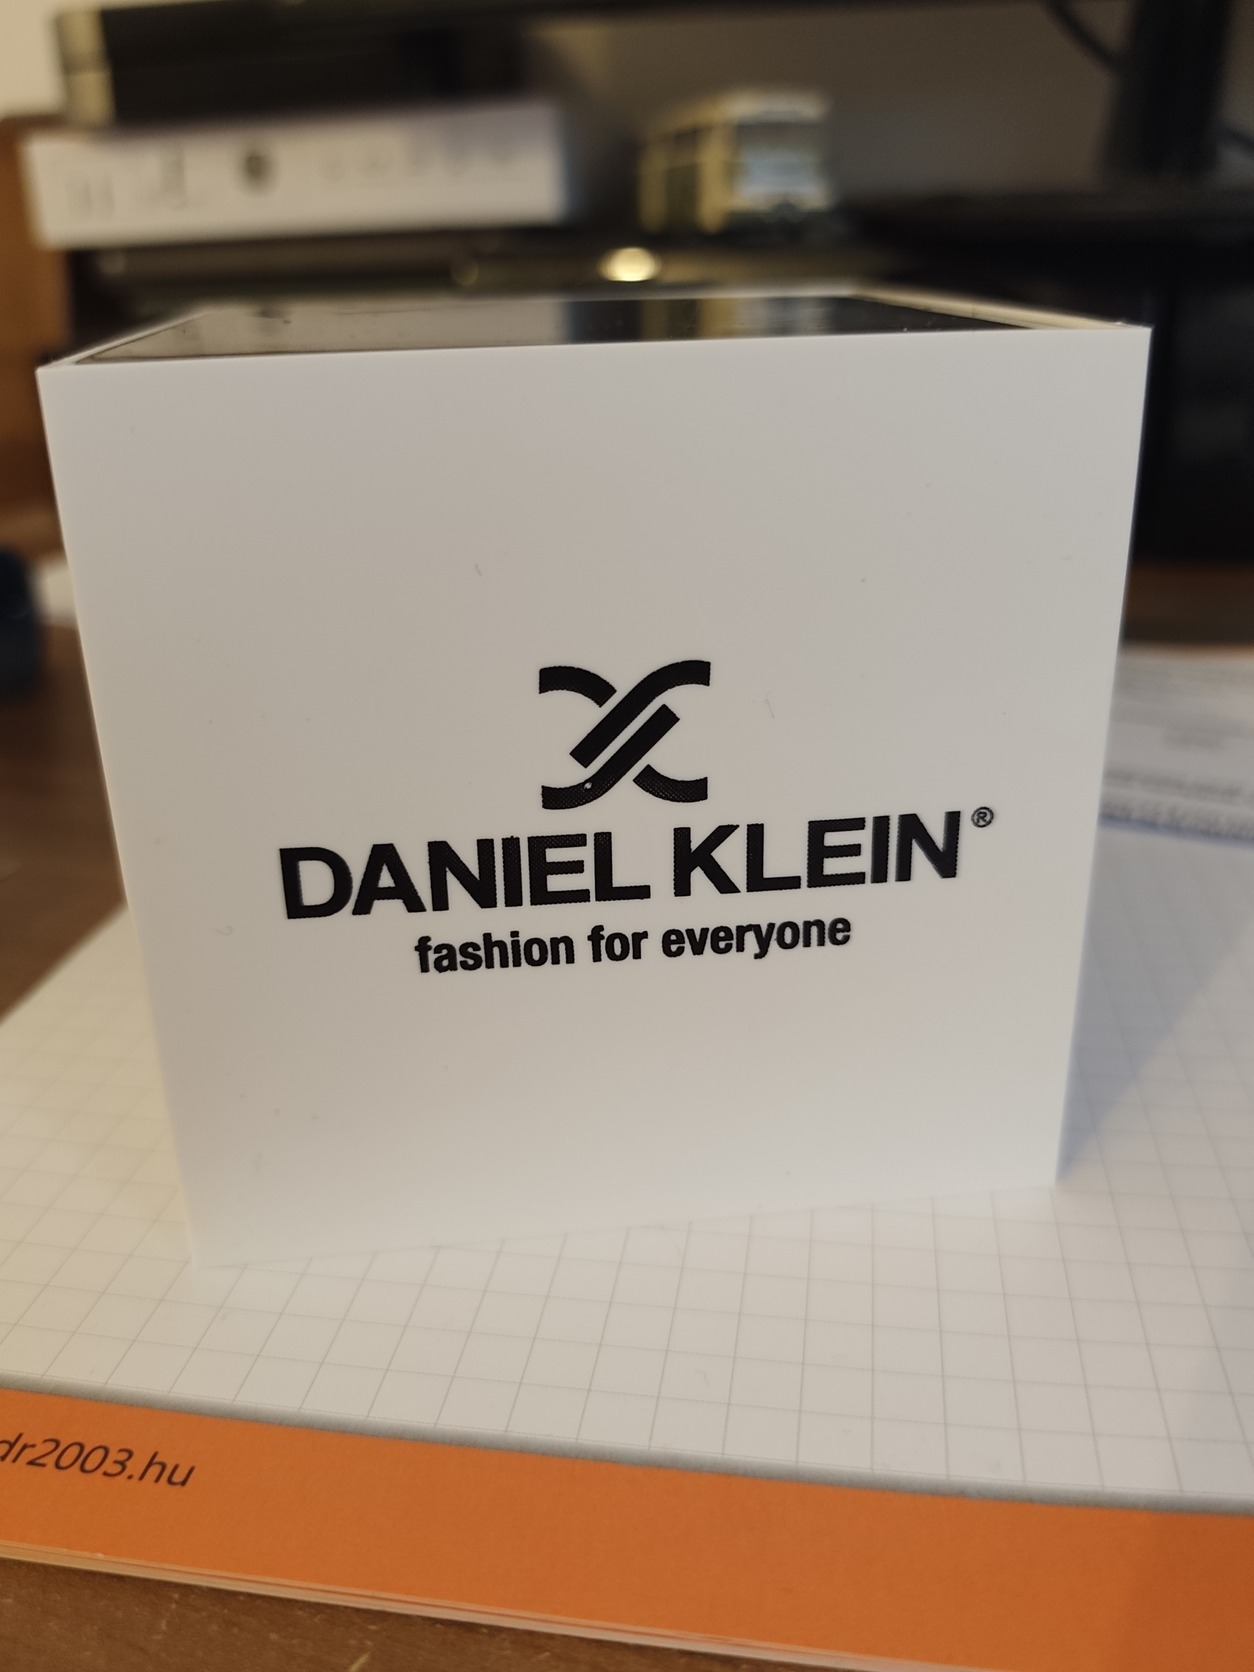 DANIEL KLEIN®
fashion for everyone
dr2003.hu